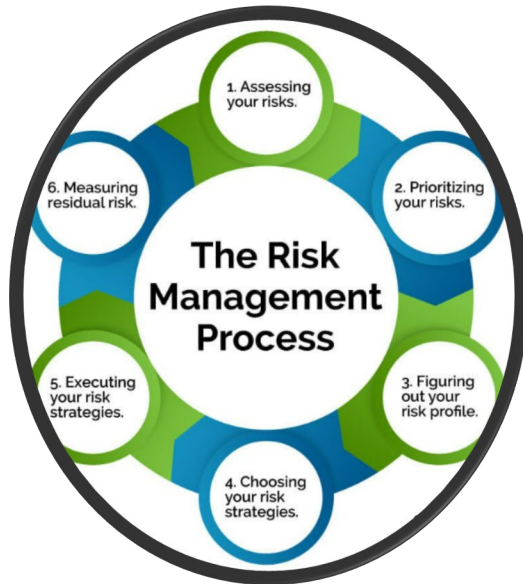 The Risk
Management
Process
1. Assessing
your risks.
2. Prioritizing
your risks.
3. Figuring
out your
risk profile.
4. Choosing
your risk
strategies.
5. Executing
your risk
strategies.
6. Measuring
residual risk.